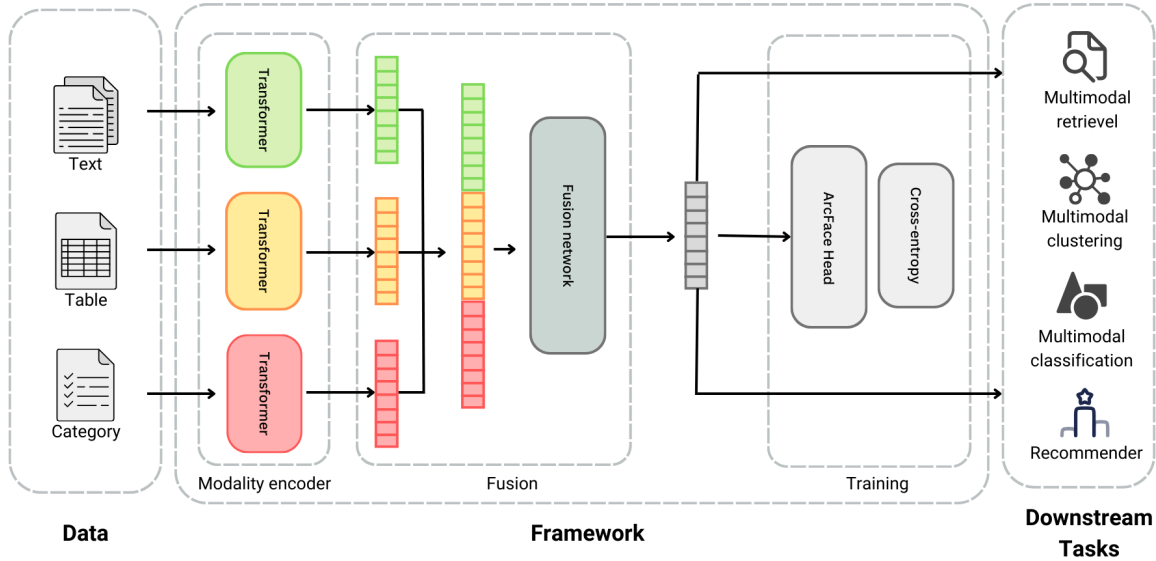 Text
Table
Category
Data
Transformer
Transformer
Transformer
Modality encoder
Fusion network
Fusion
Framework
ArcFace Head
Cross-entropy
Training
Multimodal
retrievel
Multimodal
clustering
Multimodal
classification
Recommender
Downstream
Tasks